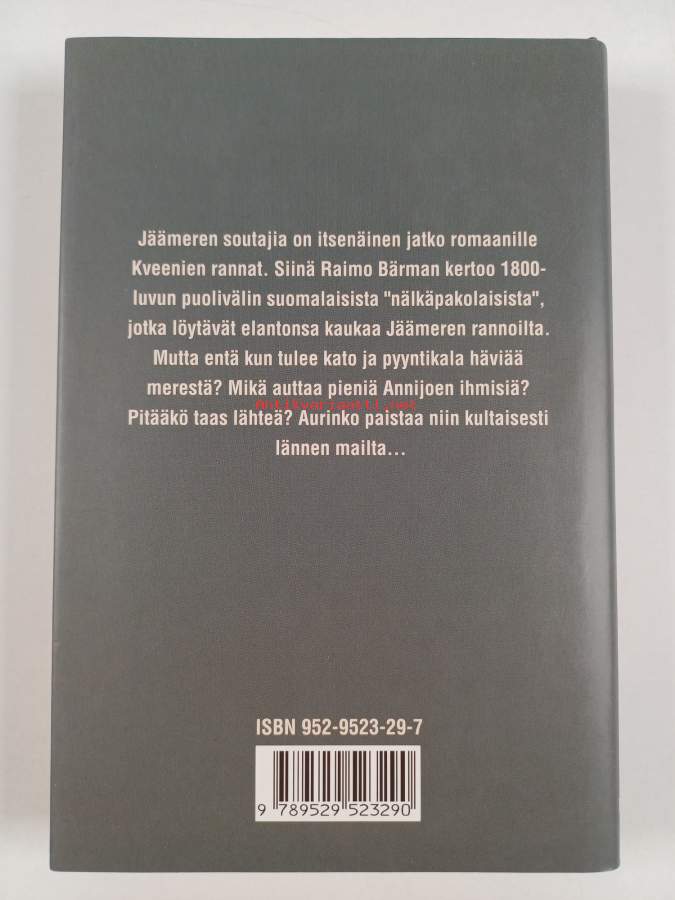 Jäämeren soutajia on itsenäinen jatko romaanille
Kveenien rannat. Siinä Raimo Bärman kertoo 1800-
luvun puolivälin suomalaisista "nälkäpakolaisista",
jotka löytävät elantonsa kaukaa Jäämeren rannoilta.
Mutta entä kun tulee kato ja pyyntikala häviää
merestä? Mikä auttaa pieniä Annijoen ihmisiä?
Antikvariaatti.net
Pitääkö taas lähteä? Aurinko paistaa niin kultaisesti
lännen mailta...
ISBN 952-9523-29-7
9 789529 523290